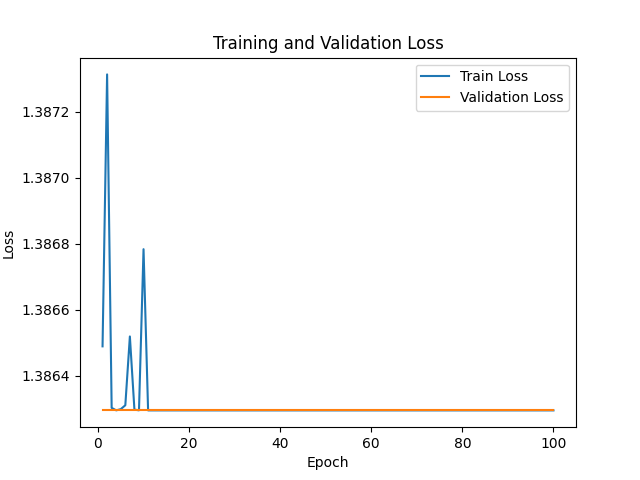 Training and Validation Loss
Train Loss
Validation Loss
1.3872
1.3870
1.3868
1.3866
1.3864
Loss
0 20 40 60 80 100
Epoch